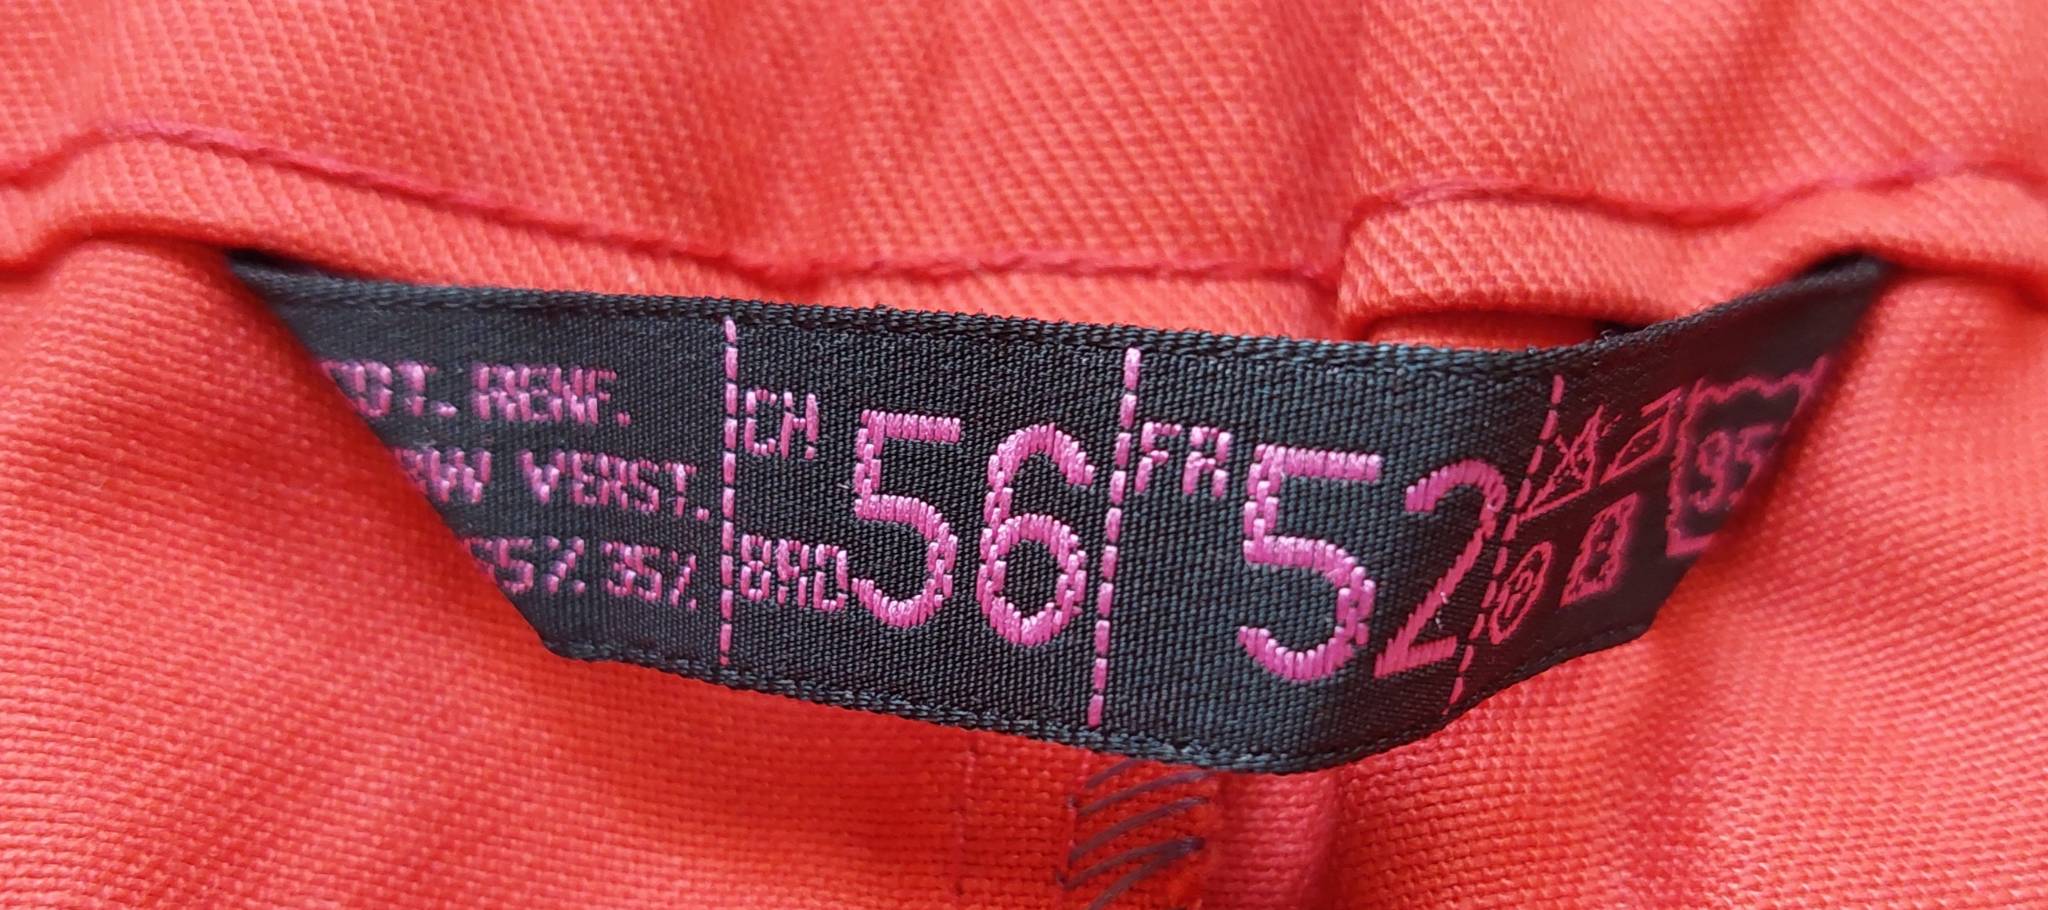 COT. RENF.
BW VERST.
65% 35%
CH
BRD
56
FR
52
95°